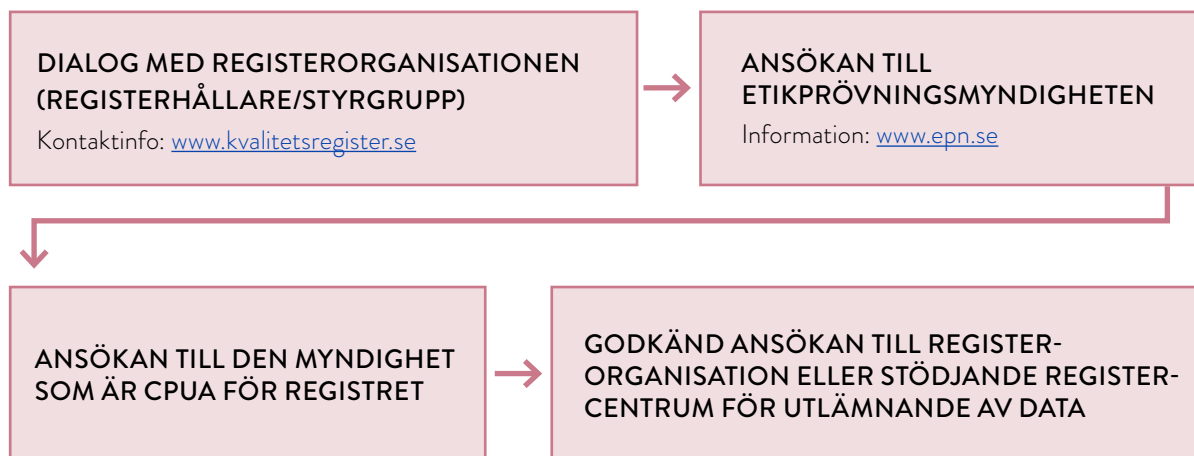 DIALOG MED REGISTERORGANISATIONEN
(REGISTERHÅLLARE/STYRGRUPP)
Kontaktinfo: www.kvalitetsregister.se
ANSÖKAN TILL
ETIKPRÖVNINGSMYNDIGHETEN
Information: www.epn.se
ANSÖKAN TILL DEN MYNDIGHET
SOM ÄR CPUA FÖR REGISTRET
GODKÄND ANSÖKAN TILL REGISTER-
ORGANISATION ELLER STÖDJANDE REGISTER-
CENTRUM FÖR UTLÄMNANDE AV DATA